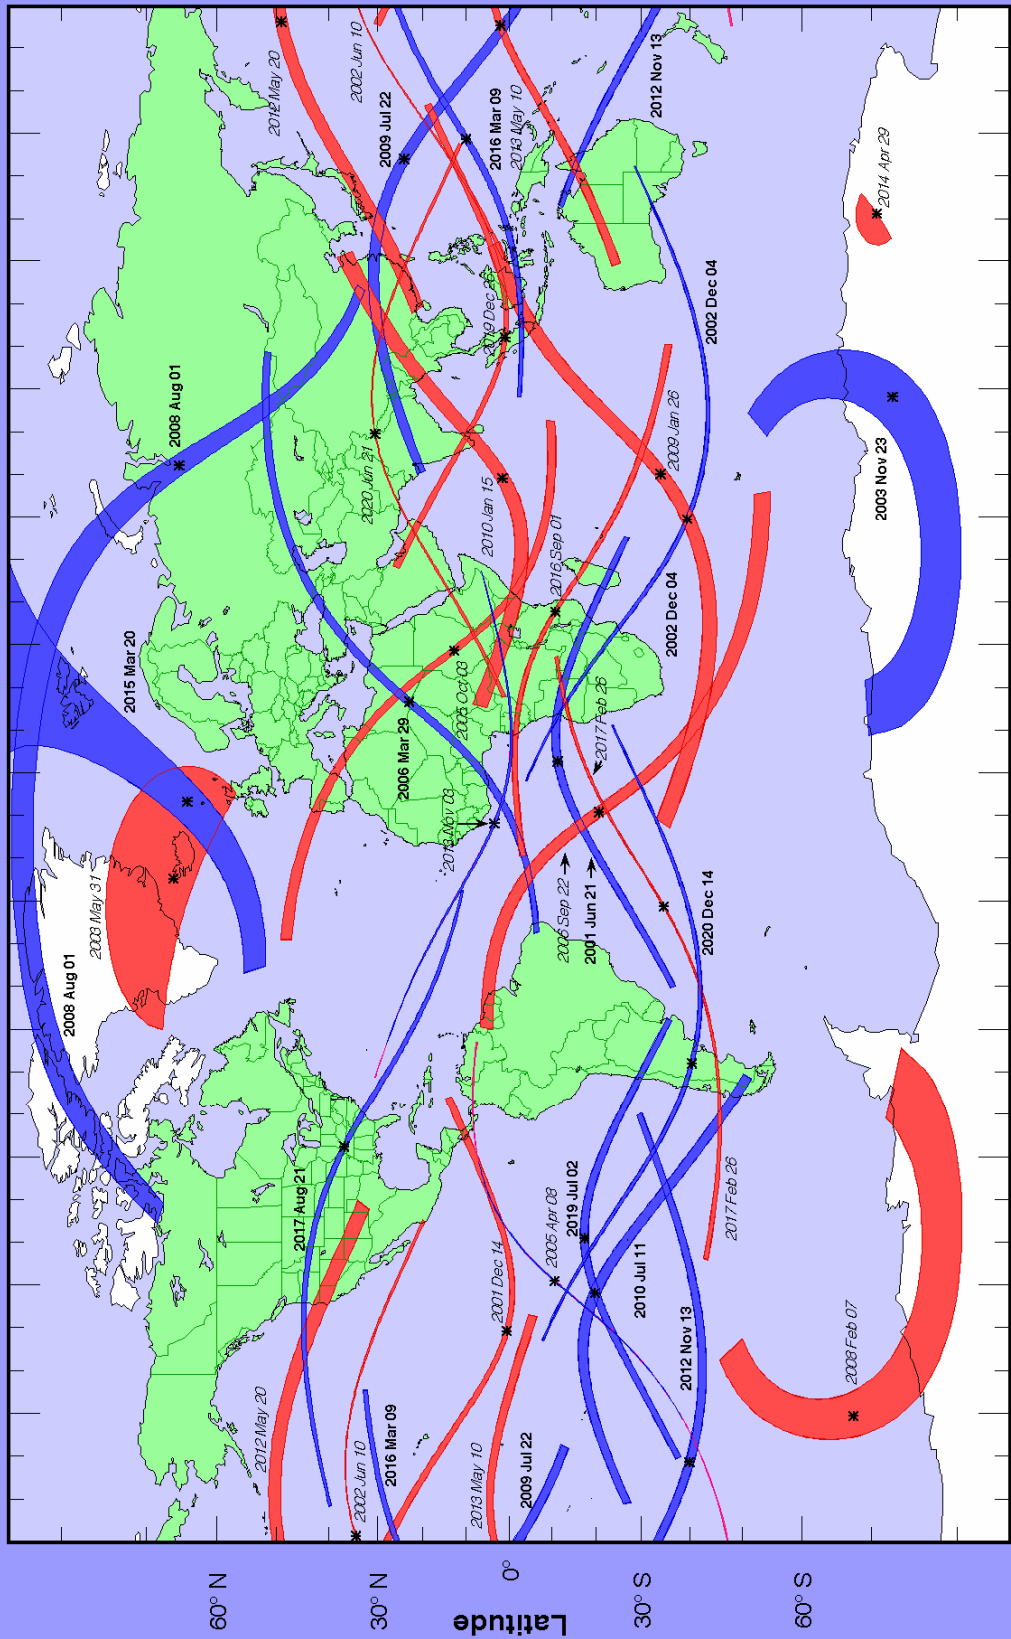 2012 May 20
2002 Jun 10
2009 Jul 22
2016 Mar 09
2013 May 10
2012 Nov 13
2014 Apr 29
2008 Aug 01
2019 Dec 26
2002 Dec 04
2020 Jun 21
2010 Jan 15
2009 Jan 26
2003 Nov 23
2016 Sep 01
2002 Dec 04
2015 Mar 20
2006 Mar 29
2005 Oct 03
2017 Feb 26
2013 Nov 03
2003 May 31
2006 Sep 22
2001 Jun 21
2020 Dec 14
2008 Aug 01
2017 Aug 21
2001 Dec 14
2005 Apr 08
2019 Jul 02
2010 Jul 11
2017 Feb 26
2012 Nov 13
2008 Feb 07
2012 May 20
2002 Jun 10
2016 Mar 09
2013 May 10
2009 Jul 22
60° N
30° N
0°
30° S
60° S
Latitude